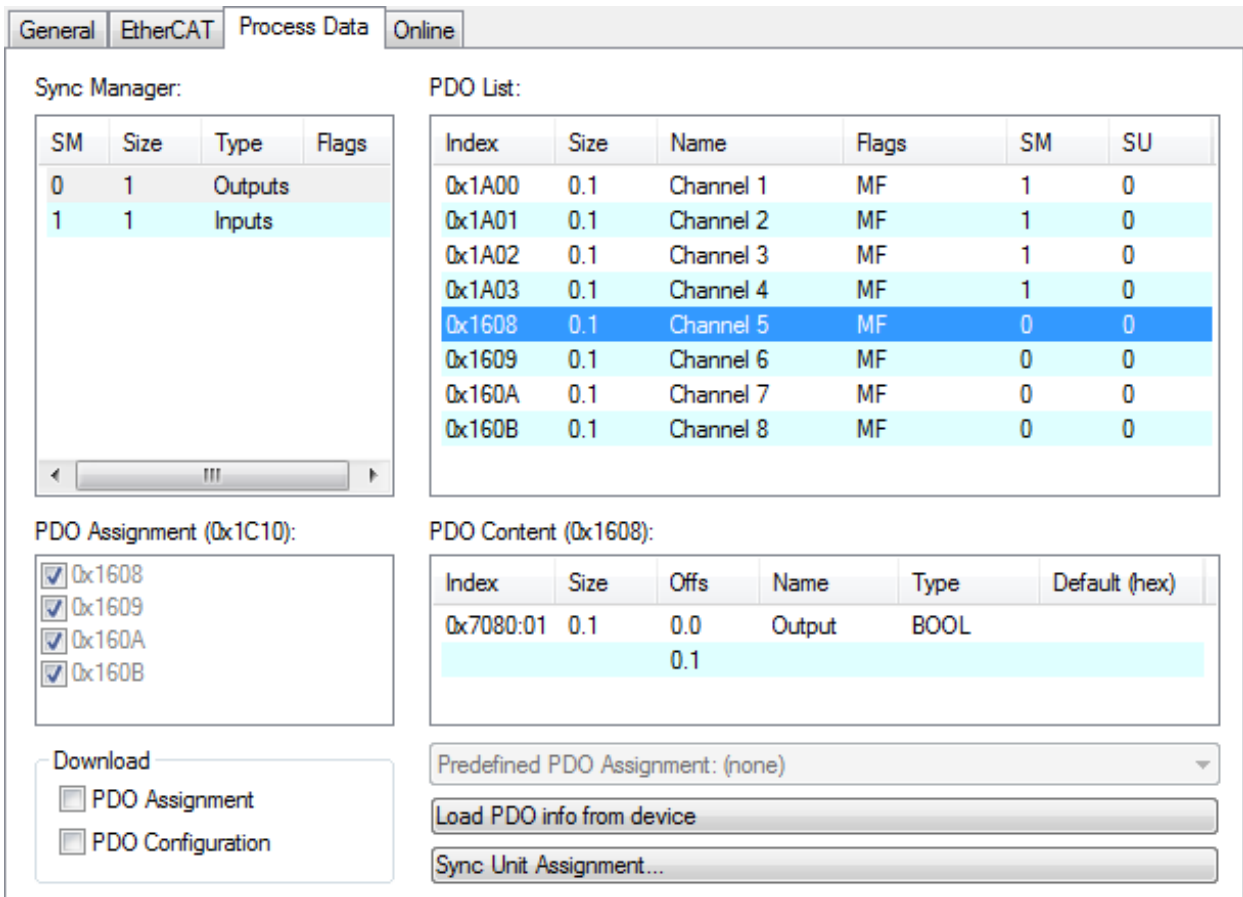 General EtherCAT Process Data Online
Sync Manager:
SM Size Type Flags
0 1 Outputs
1 1 Inputs
PDO List:
Index Size Name Flags SM SU
0x1A00 0.1 Channel 1 MF 1 0
0x1A01 0.1 Channel 2 MF 1 0
0x1A02 0.1 Channel 3 MF 1 0
0x1A03 0.1 Channel 4 MF 1 0
0x1608 0.1 Channel 5 MF 0 0
0x1609 0.1 Channel 6 MF 0 0
0x160A 0.1 Channel 7 MF 0 0
0x160B 0.1 Channel 8 MF 0 0
PDO Assignment (0x1C10):
0x1608
0x1609
0x160A
0x160B
PDO Content (0x1608):
Index Size Offs Name Type Default (hex)
0x7080:01 0.1 0.0 Output BOOL
0.1
Download
PDO Assignment
PDO Configuration
Predefined PDO Assignment: (none)
Load PDO info from device
Sync Unit Assignment...